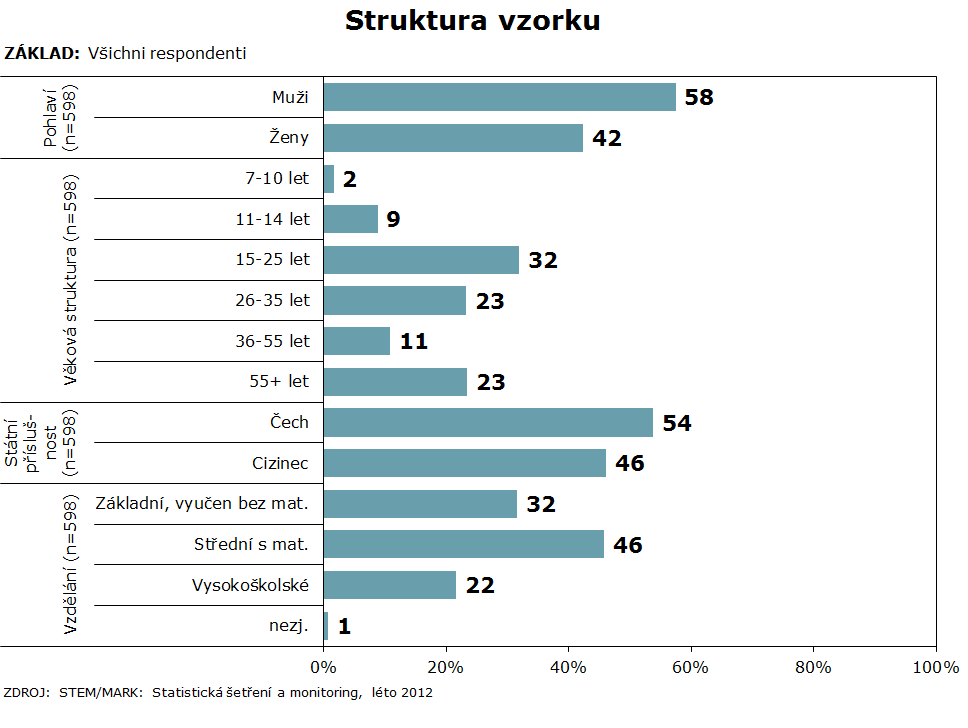 Struktura vzorku
ZÁKLAD: Všichni respondenti
Pohlaví
(n=598)
Muži 58
Ženy 42
Věková struktura (n=598)
7-10 let 2
11-14 let 9
15-25 let 32
26-35 let 23
36-55 let 11
55+ let 23
Státní
přísluš-
nost
(n=598)
Čech 54
Cizinec 46
Vzdělání (n=598)
Základní, vyučen bez mat. 32
Střední s mat. 46
Vysokoškolské 22
nezj. 1
0% 20% 40% 60% 80% 100%
ZDROJ: STEM/MARK: Statistická šetření a monitoring, léto 2012